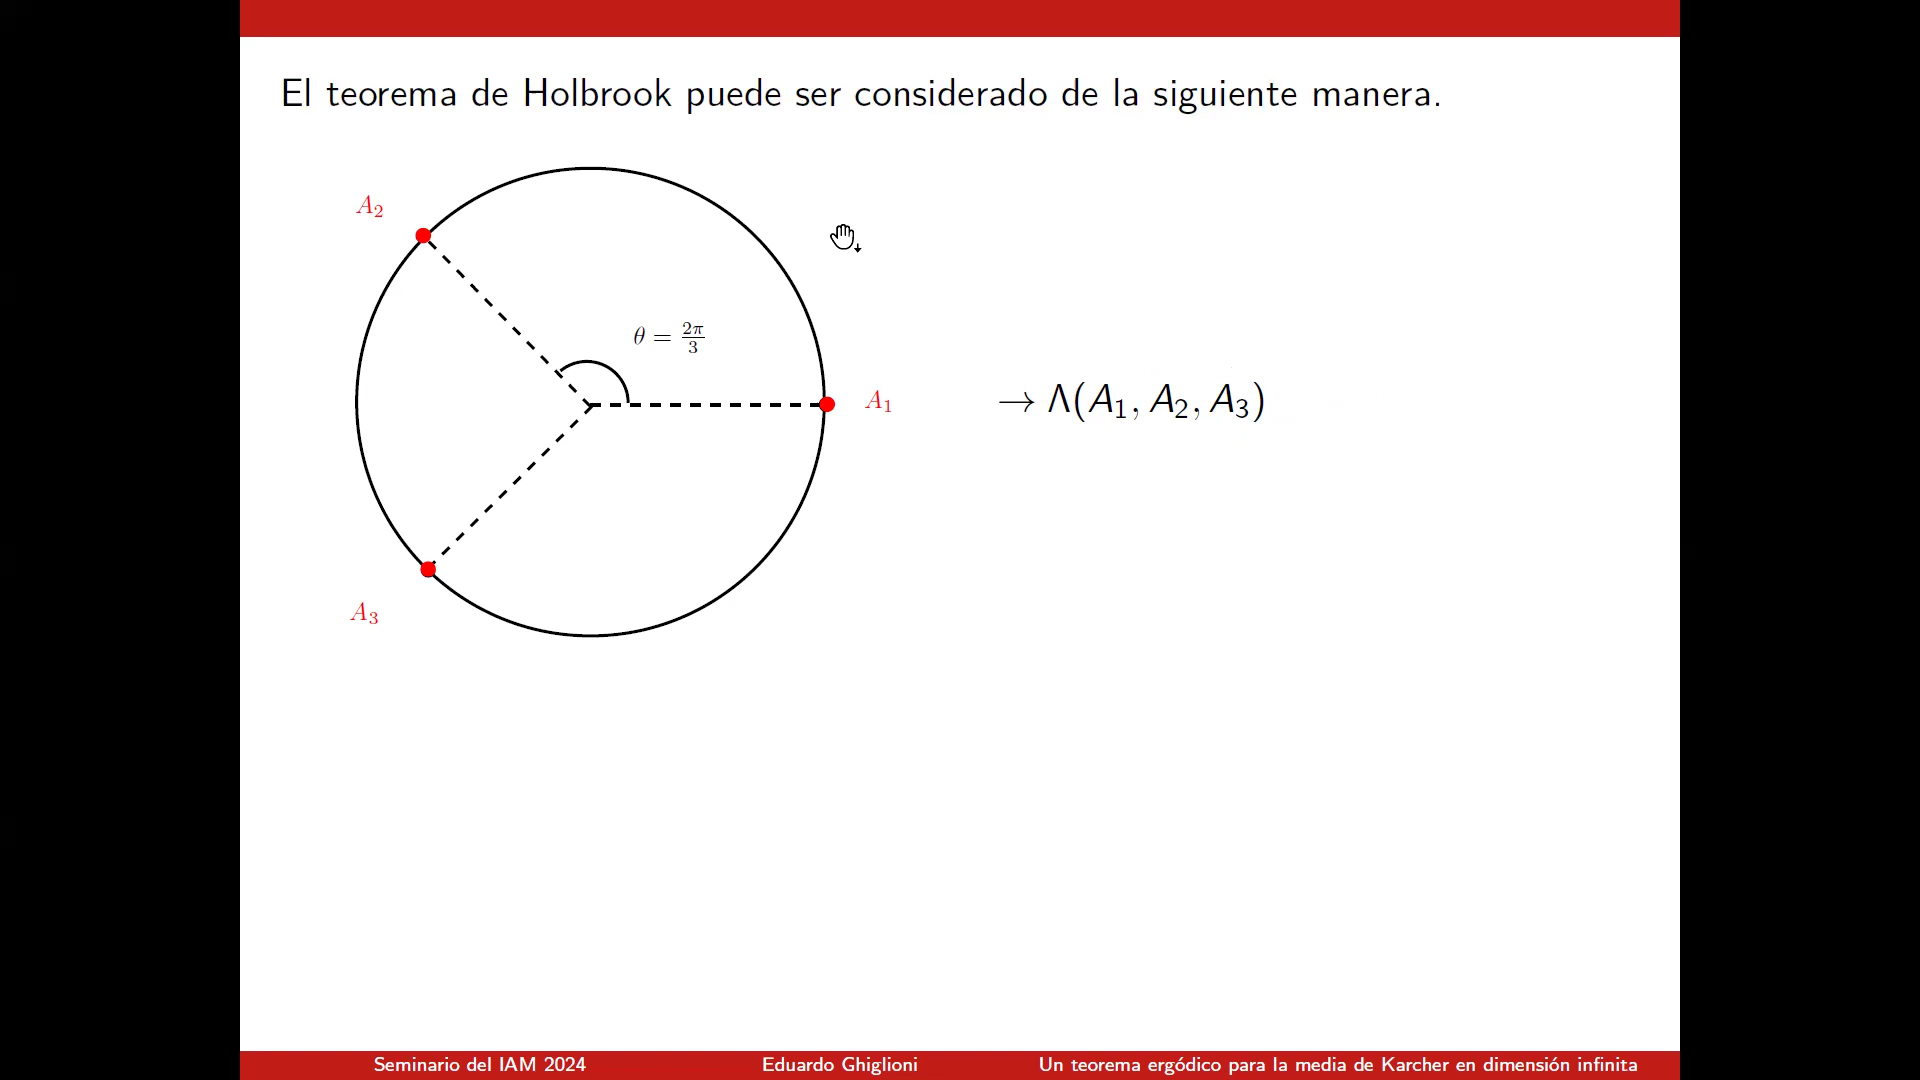 El teorema de Holbrook puede ser considerado de la siguiente manera.
A₂
θ = 2π/3
A₁
→ Λ(A₁, A₂, A₃)
A₃
Seminario del IAM 2024 Eduardo Ghiglioni Un teorema ergódico para la media de Karcher en dimensión infinita